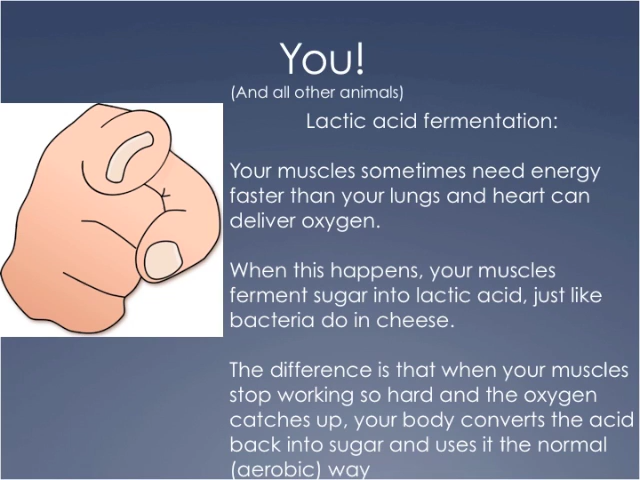 You!
(And all other animals)
Lactic acid fermentation:
Your muscles sometimes need energy
faster than your lungs and heart can
deliver oxygen.
When this happens, your muscles
ferment sugar into lactic acid, just like
bacteria do in cheese.
The difference is that when your muscles
stop working so hard and the oxygen
catches up, your body converts the acid
back into sugar and uses it the normal
(aerobic) way